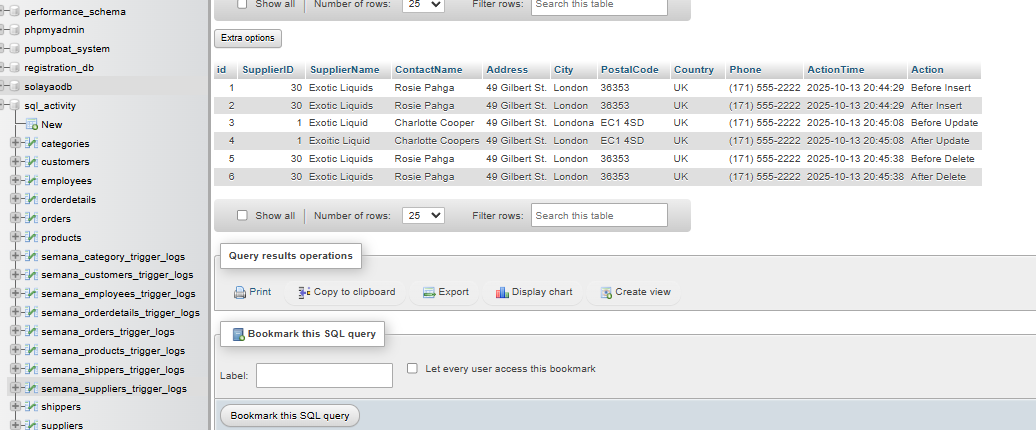 performance_schema
phpmyadmin
pumpboat_system
registration_db
solayaodb
sql_activity
New
categories
customers
employees
orderdetails
orders
products
semana_category_trigger_logs
semana_customers_trigger_logs
semana_employees_trigger_logs
semana_orderdetails_trigger_logs
semana_orders_trigger_logs
semana_products_trigger_logs
semana_shippers_trigger_logs
semana_suppliers_trigger_logs
shippers
suppliers
Show all Number of rows: 25 Filter rows: Search this table
Extra options
id SupplierID SupplierName ContactName Address City PostalCode Country Phone ActionTime Action
1 30 Exotic Liquids Rosie Pahga 49 Gilbert St. London 36353 UK (171) 555-2222 2025-10-13 20:44:29 Before Insert
2 30 Exotic Liquids Rosie Pahga 49 Gilbert St. London 36353 UK (171) 555-2222 2025-10-13 20:44:29 After Insert
3 1 Exotic Liquid Charlotte Cooper 49 Gilbert St. Londona EC1 4SD UK (171) 555-2222 2025-10-13 20:45:08 Before Update
4 1 Exoitic Liquid Charlotte Coopers 49 Gilbert St. London EC1 4SD UK (171) 555-2222 2025-10-13 20:45:08 After Update
5 30 Exotic Liquids Rosie Pahga 49 Gilbert St. London 36353 UK (171) 555-2222 2025-10-13 20:45:38 Before Delete
6 30 Exotic Liquids Rosie Pahga 49 Gilbert St. London 36353 UK (171) 555-2222 2025-10-13 20:45:38 After Delete
Show all Number of rows: 25 Filter rows: Search this table
Query results operations
Print Copy to clipboard Export Display chart Create view
Bookmark this SQL query
Label: Let every user access this bookmark
Bookmark this SQL query